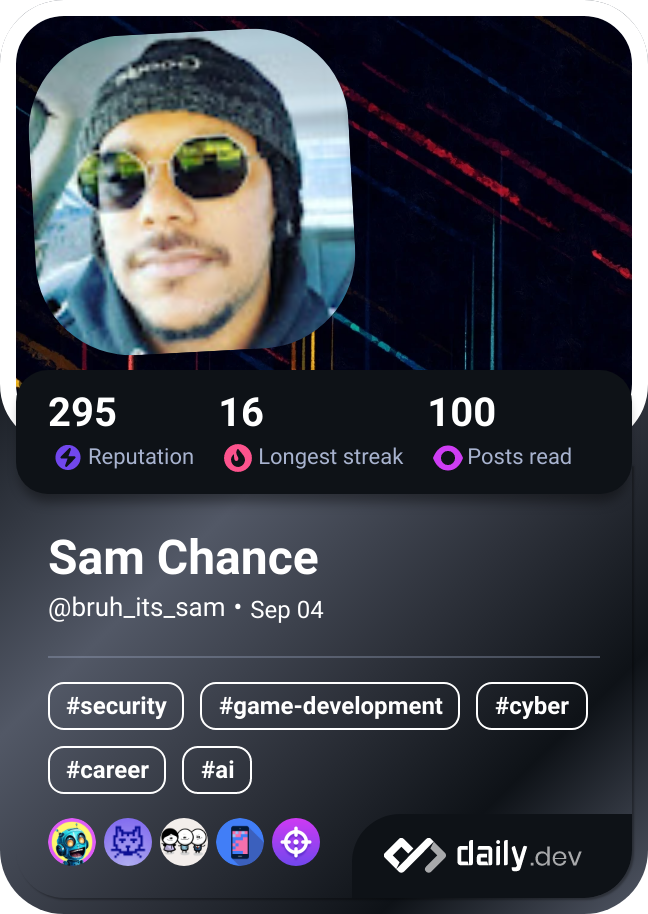 Google
295 16 100
Reputation Longest streak Posts read
Sam Chance
@bruh_its_sam • Sep 04
#security #game-development #cyber
#career #ai
daily.dev